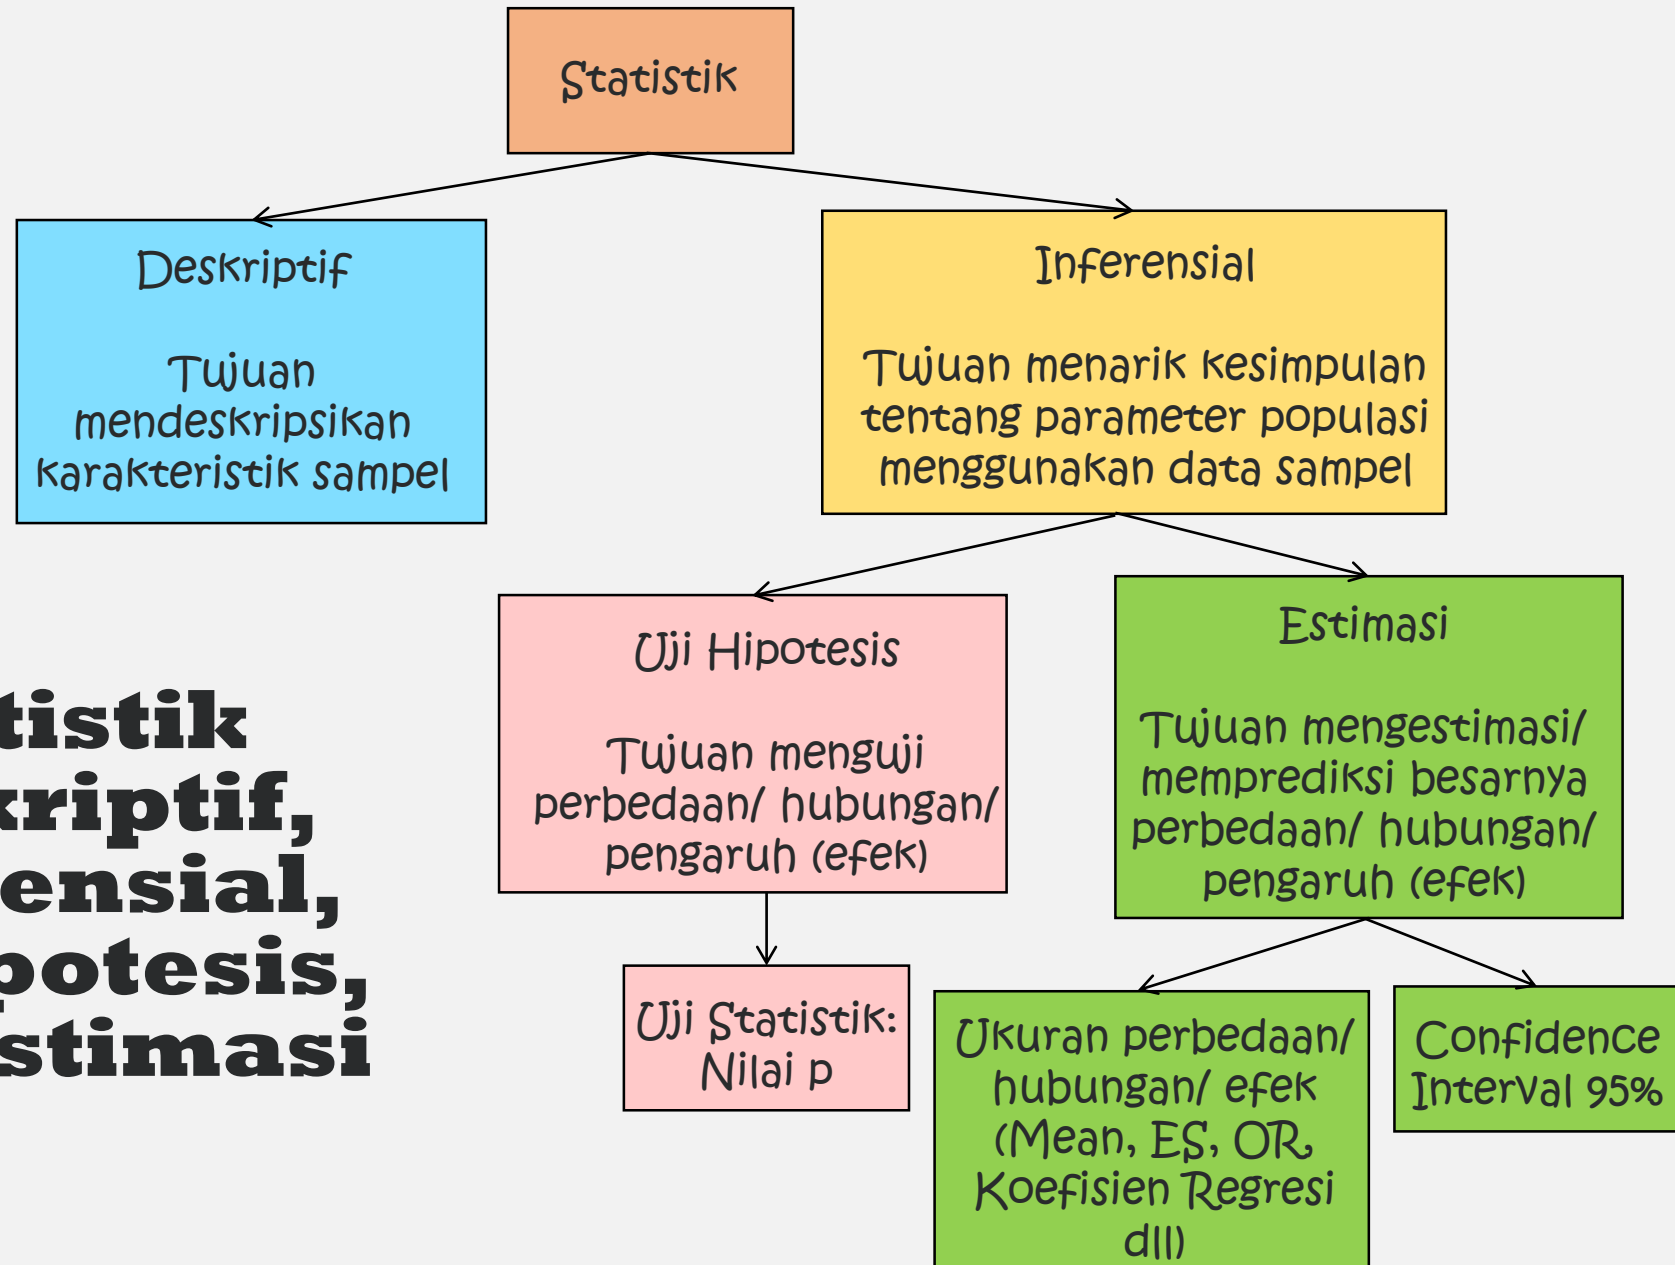 Statistik
Deskriptif
Tujuan
mendeskripsikan
karakteristik sampel
Inferensial
Tujuan menarik kesimpulan
tentang parameter populasi
menggunakan data sampel
Uji Hipotesis
Tujuan menguji
perbedaan/ hubungan/
pengaruh (efek)
Estimasi
Tujuan mengestimasi/
memprediksi besarnya
perbedaan/ hubungan/
pengaruh (efek)
Uji Statistik:
Nilai p
Ukuran perbedaan/
hubungan/ efek
(Mean, ES, OR,
Koefisien Regresi
dll)
Confidence
Interval 95%
tistik
kriptif,
ensial,
potesis,
stimasi